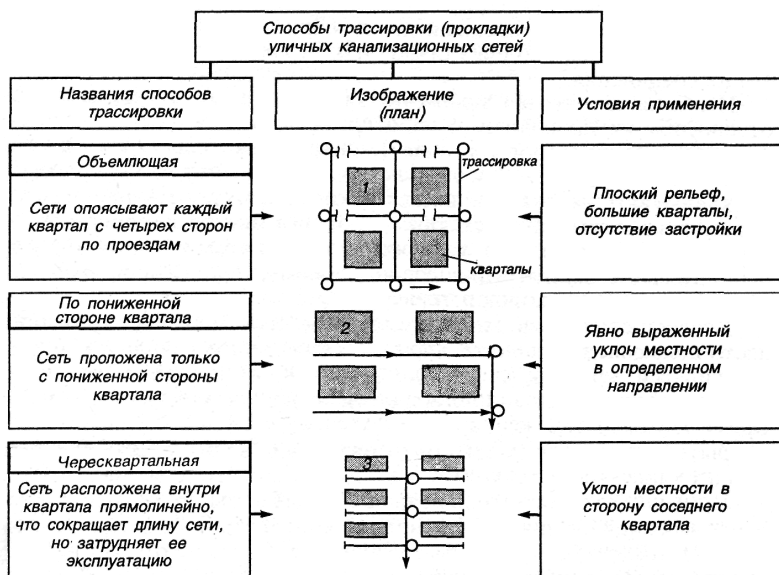 Способы трассировки (прокладки)
уличных канализационных сетей
Названия способов
трассировки
Изображение
(план)
Условия применения
Объемлющая
Сети опоясывают каждый
квартал с четырех сторон
по проездам
1
трассировка
кварталы
Плоский рельеф,
большие кварталы,
отсутствие застройки
По пониженной
стороне квартала
Сеть проложена только
с пониженной стороны
квартала
2
Явно выраженный
уклон местности
в определенном
направлении
Чересквартальная
Сеть расположена внутри
квартала прямолинейно,
что сокращает длину сети,
но затрудняет ее
эксплуатацию
3
Уклон местности в
сторону соседнего
квартала